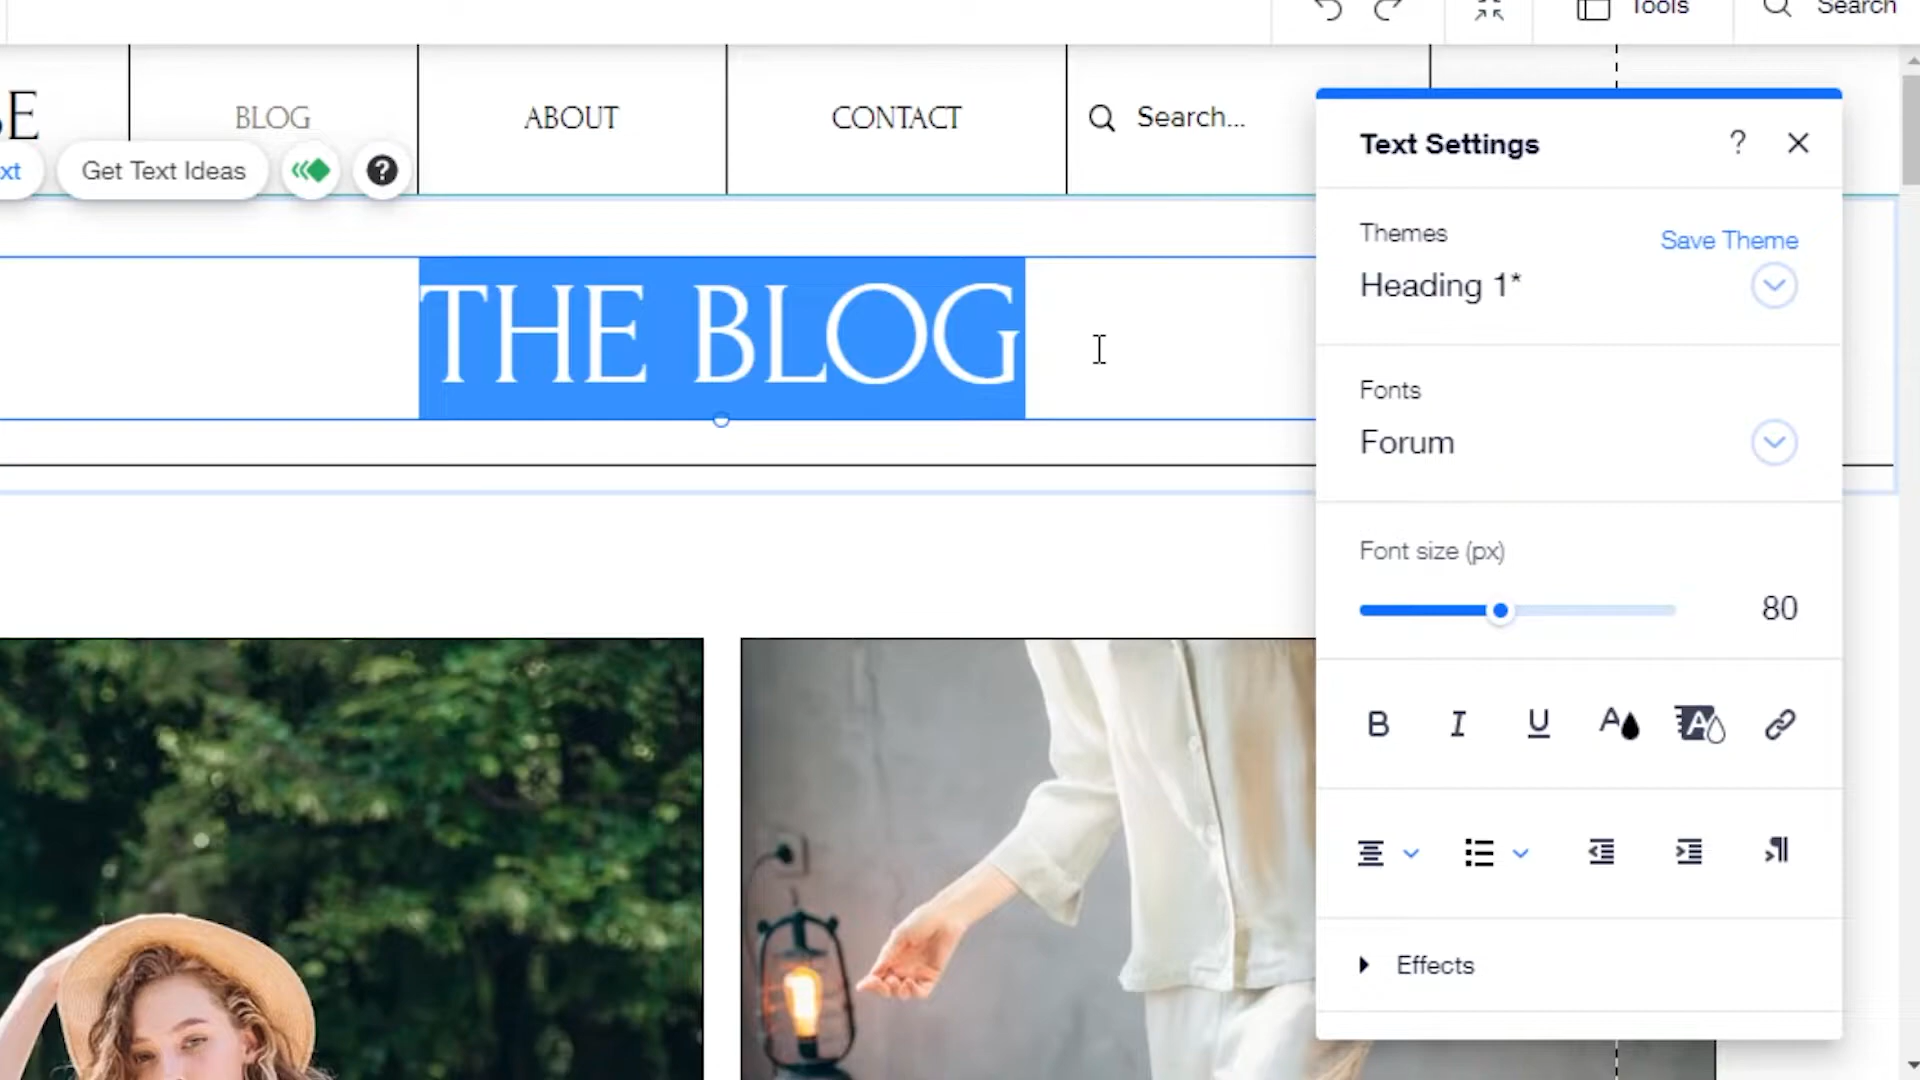 Tools
Search
BLOG
ABOUT
CONTACT
Search...
Get Text Ideas
?
THE BLOG
Text Settings
?
Themes
Save Theme
Heading 1*
Fonts
Forum
Font size (px)
80
B I U A A
Effects